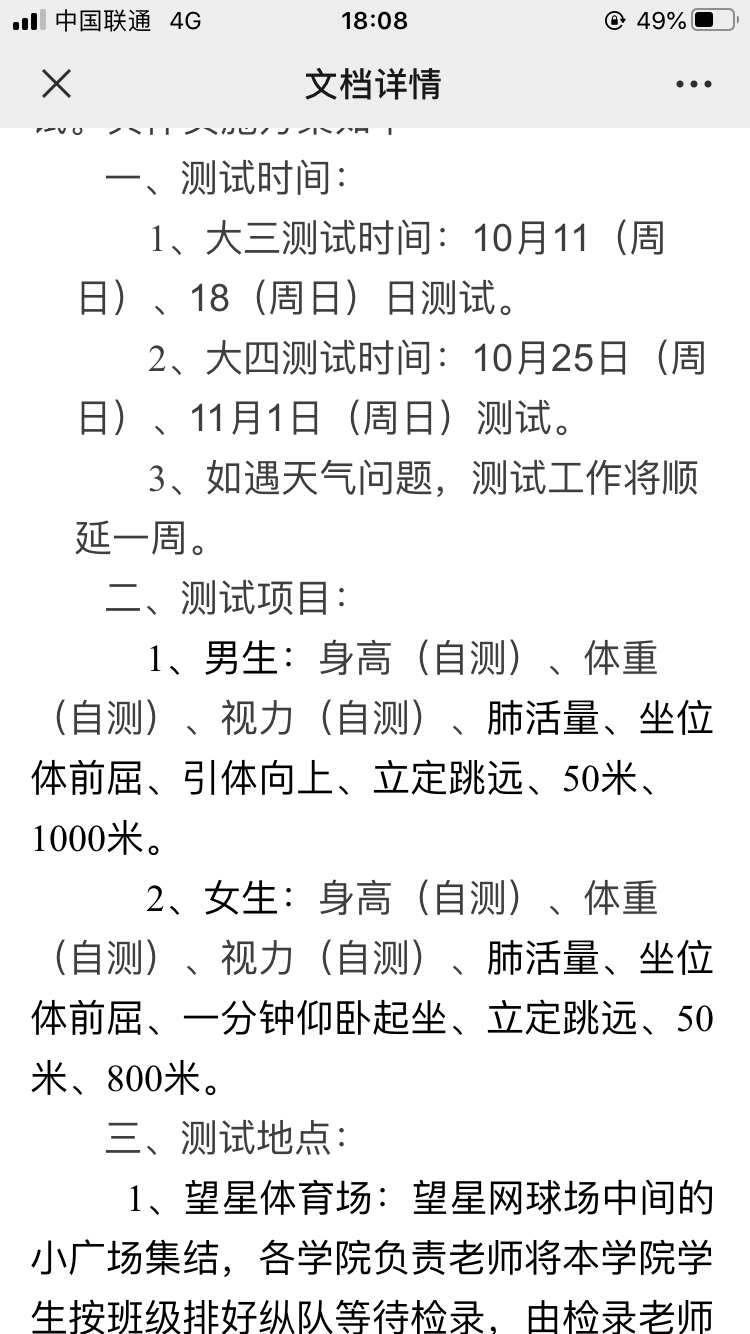 中国联通 4G 18:08 49%
文档详情
一、测试时间：
1、大三测试时间：10月11（周
日）、18（周日）日测试。
2、大四测试时间：10月25日（周
日）、11月1日（周日）测试。
3、如遇天气问题，测试工作将顺
延一周。
二、测试项目：
1、男生：身高（自测）、体重
（自测）、视力（自测）、肺活量、坐位
体前屈、引体向上、立定跳远、50米、
1000米。
2、女生：身高（自测）、体重
（自测）、视力（自测）、肺活量、坐位
体前屈、一分钟仰卧起坐、立定跳远、50
米、800米。
三、测试地点：
1、望星体育场：望星网球场中间的
小广场集结，各学院负责老师将本学院学
生按班级排好纵队等待检录，由检录老师